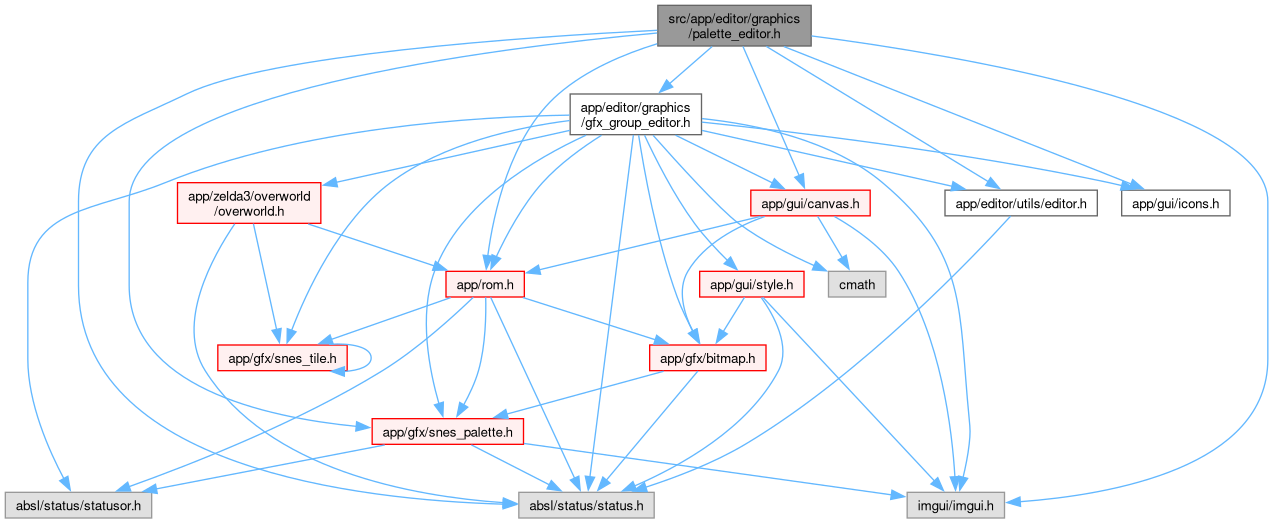 src/app/editor/graphics
/palette_editor.h
app/editor/graphics
/gfx_group_editor.h
app/zelda3/overworld
/overworld.h
app/gui/canvas.h
app/editor/utils/editor.h
app/gui/icons.h
app/rom.h
app/gui/style.h
cmath
app/gfx/snes_tile.h
app/gfx/bitmap.h
app/gfx/snes_palette.h
absl/status/statusor.h
absl/status/status.h
imgui/imgui.h